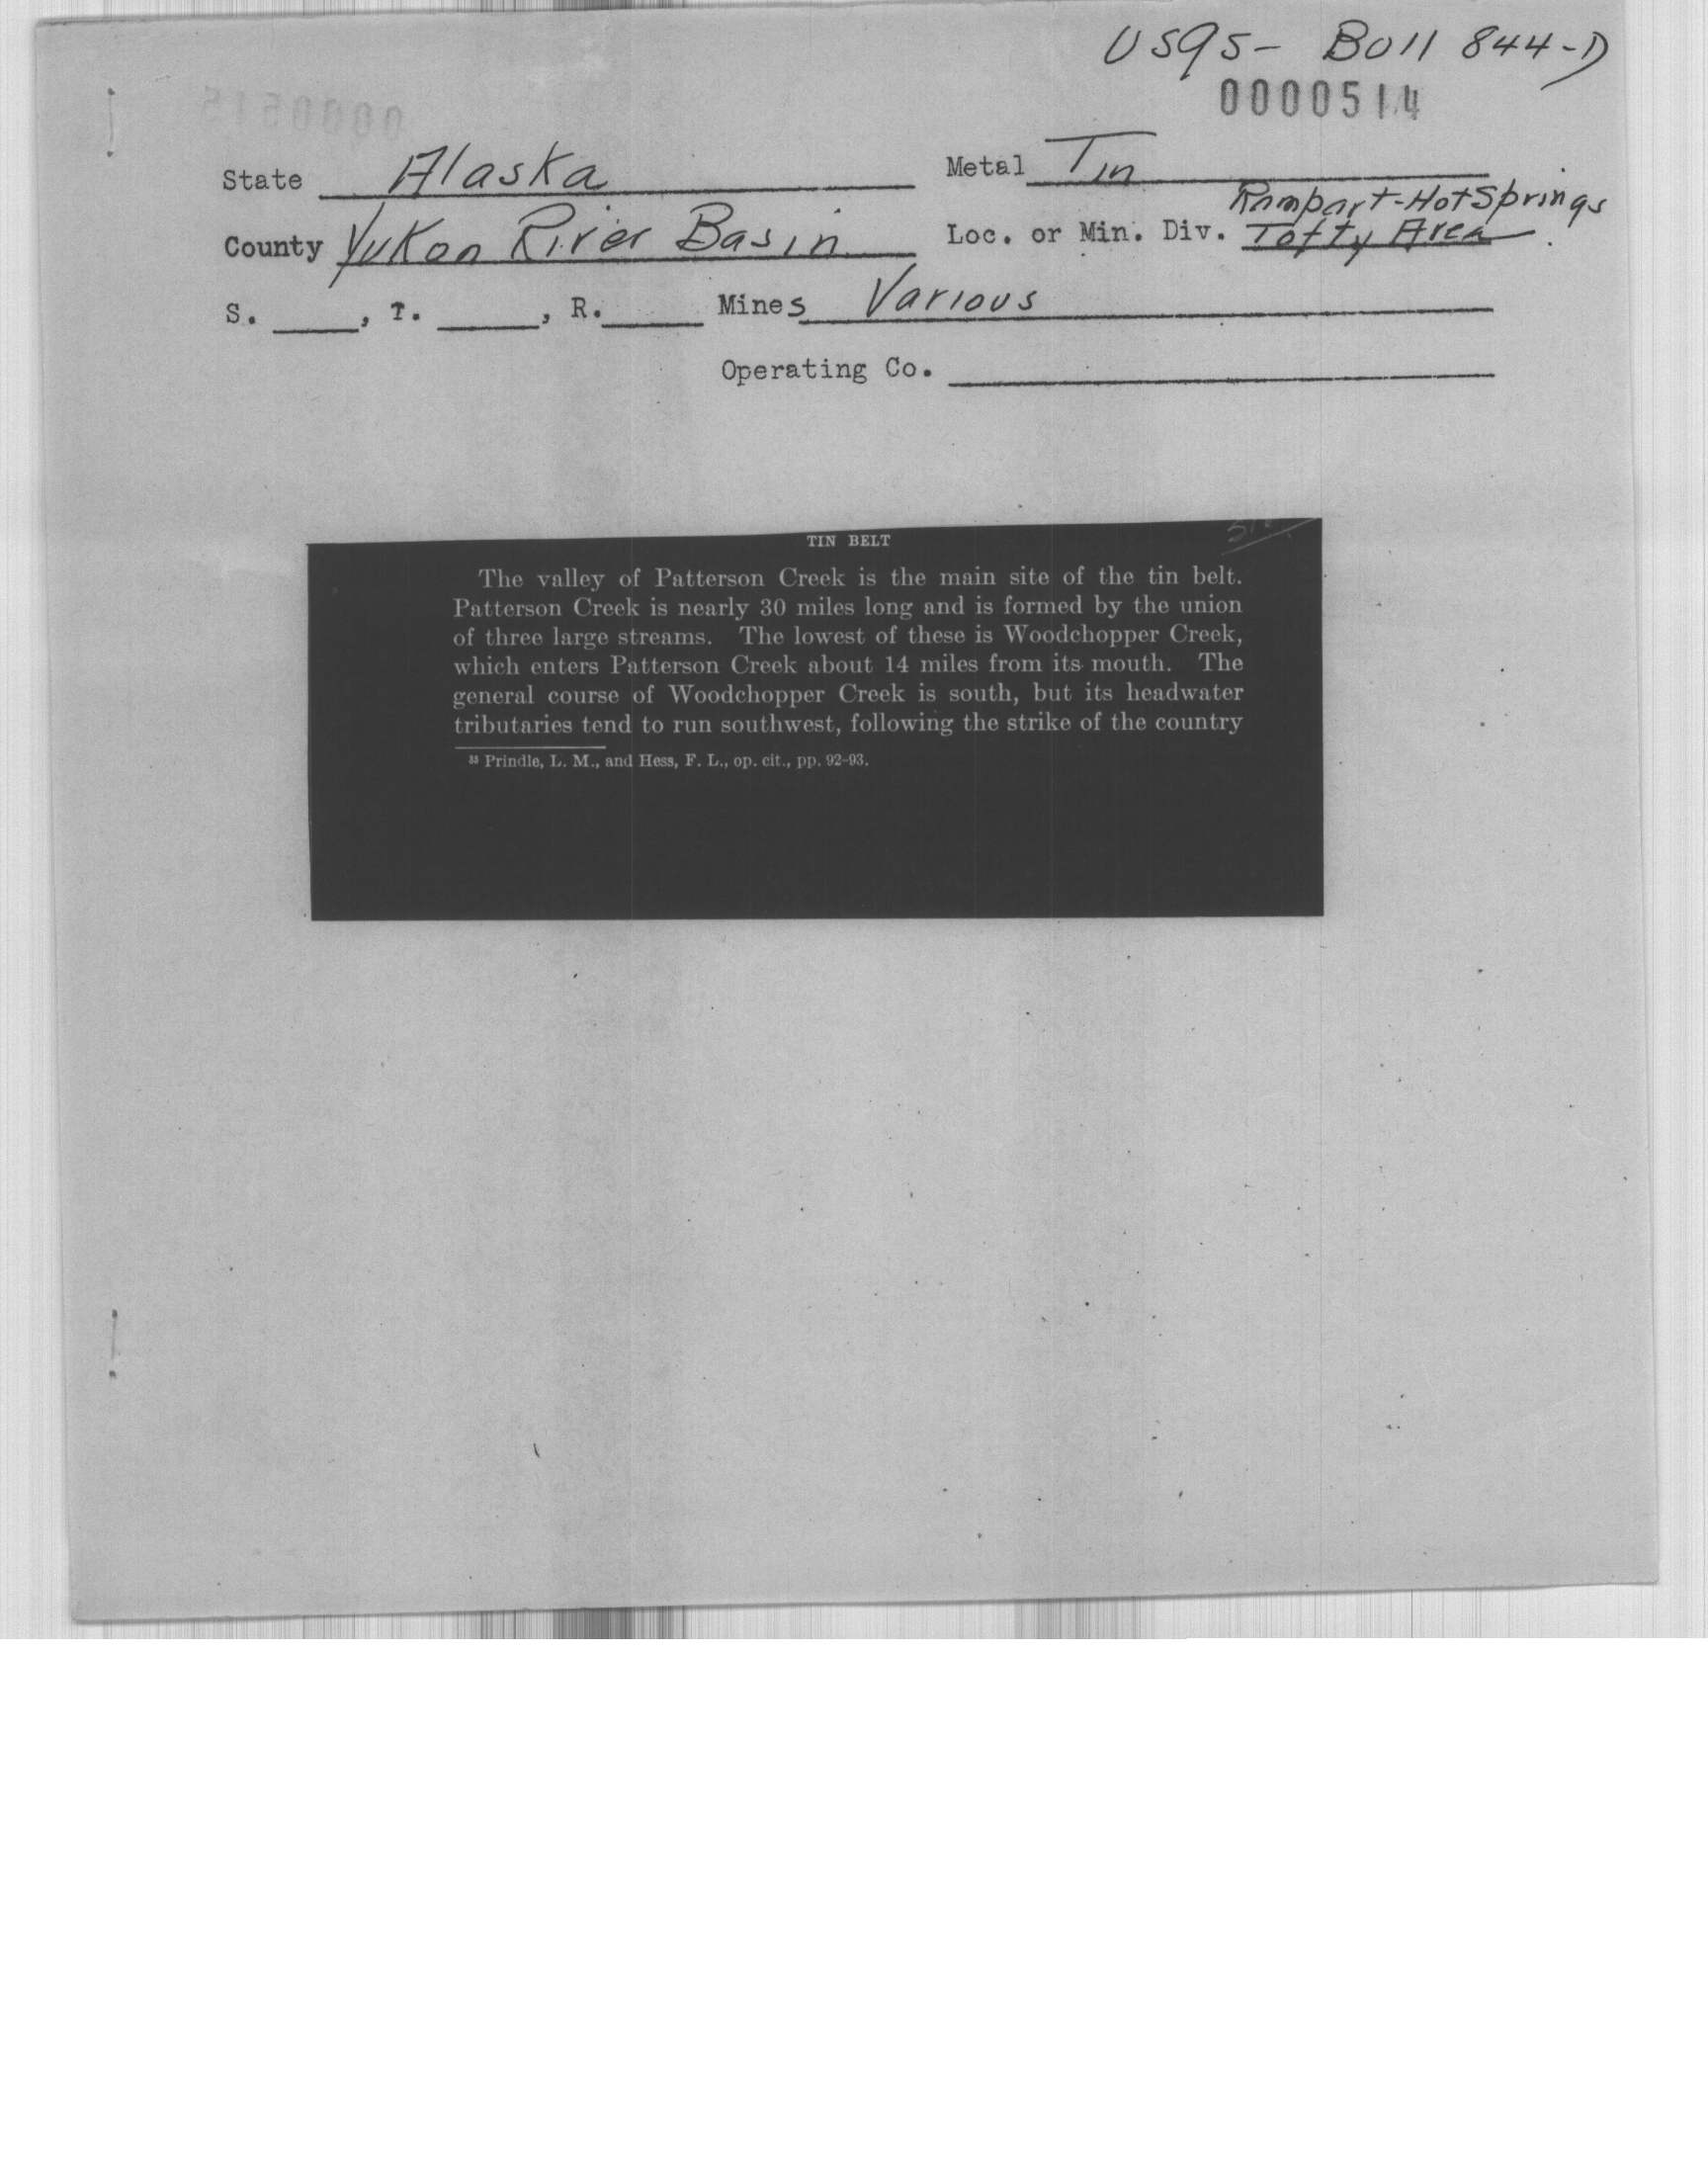 USGS- Bull 844-D
0000514
State Alaska Metal Tin
Rampart-Hot Springs
County Yukon River Basin Loc. or Min. Div. Tofty Area.
S. ____, T. ____, R. ____ Mines Various
Operating Co. ____
TIN BELT
The valley of Patterson Creek is the main site of the tin belt.
Patterson Creek is nearly 30 miles long and is formed by the union
of three large streams. The lowest of these is Woodchopper Creek,
which enters Patterson Creek about 14 miles from its mouth. The
general course of Woodchopper Creek is south, but its headwater
tributaries tend to run southwest, following the strike of the country
Prindle, L. M., and Hess, F. L., op. cit., pp. 92-93.